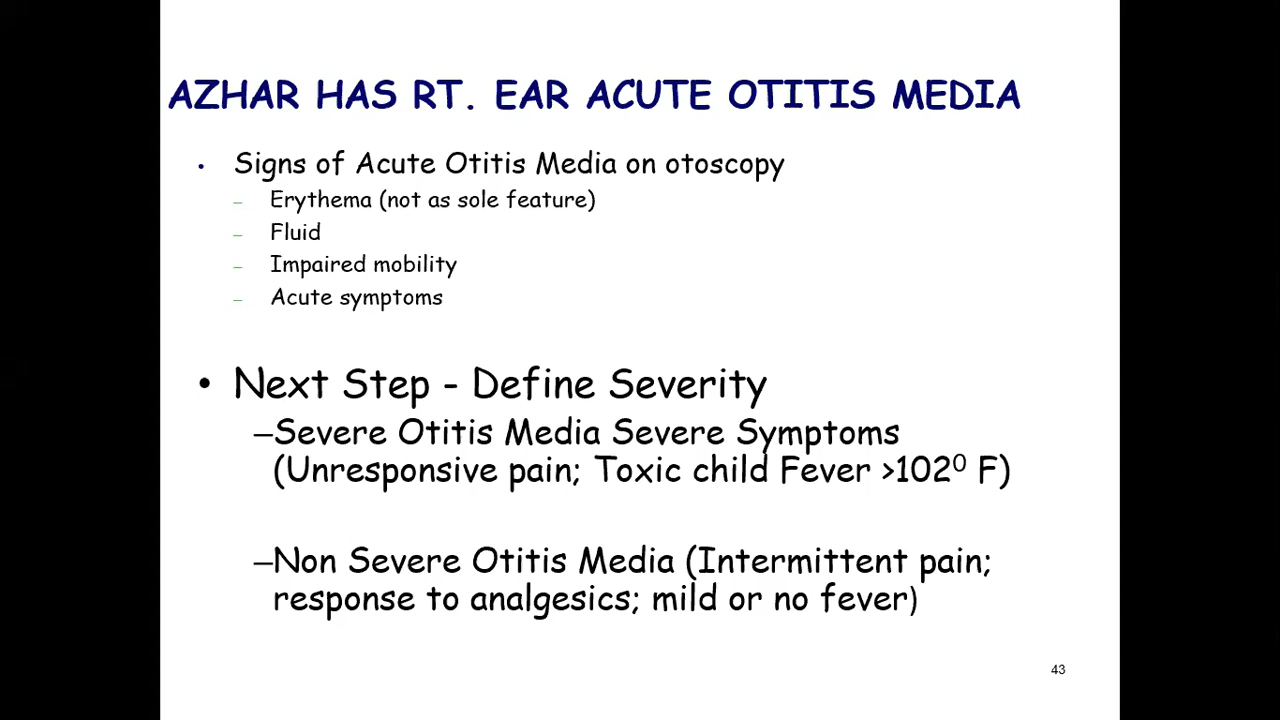 AZHAR HAS RT. EAR ACUTE OTITIS MEDIA
• Signs of Acute Otitis Media on otoscopy
– Erythema (not as sole feature)
– Fluid
– Impaired mobility
– Acute symptoms
• Next Step - Define Severity
–Severe Otitis Media Severe Symptoms
(Unresponsive pain; Toxic child Fever >102⁰ F)
–Non Severe Otitis Media (Intermittent pain;
response to analgesics; mild or no fever)
43